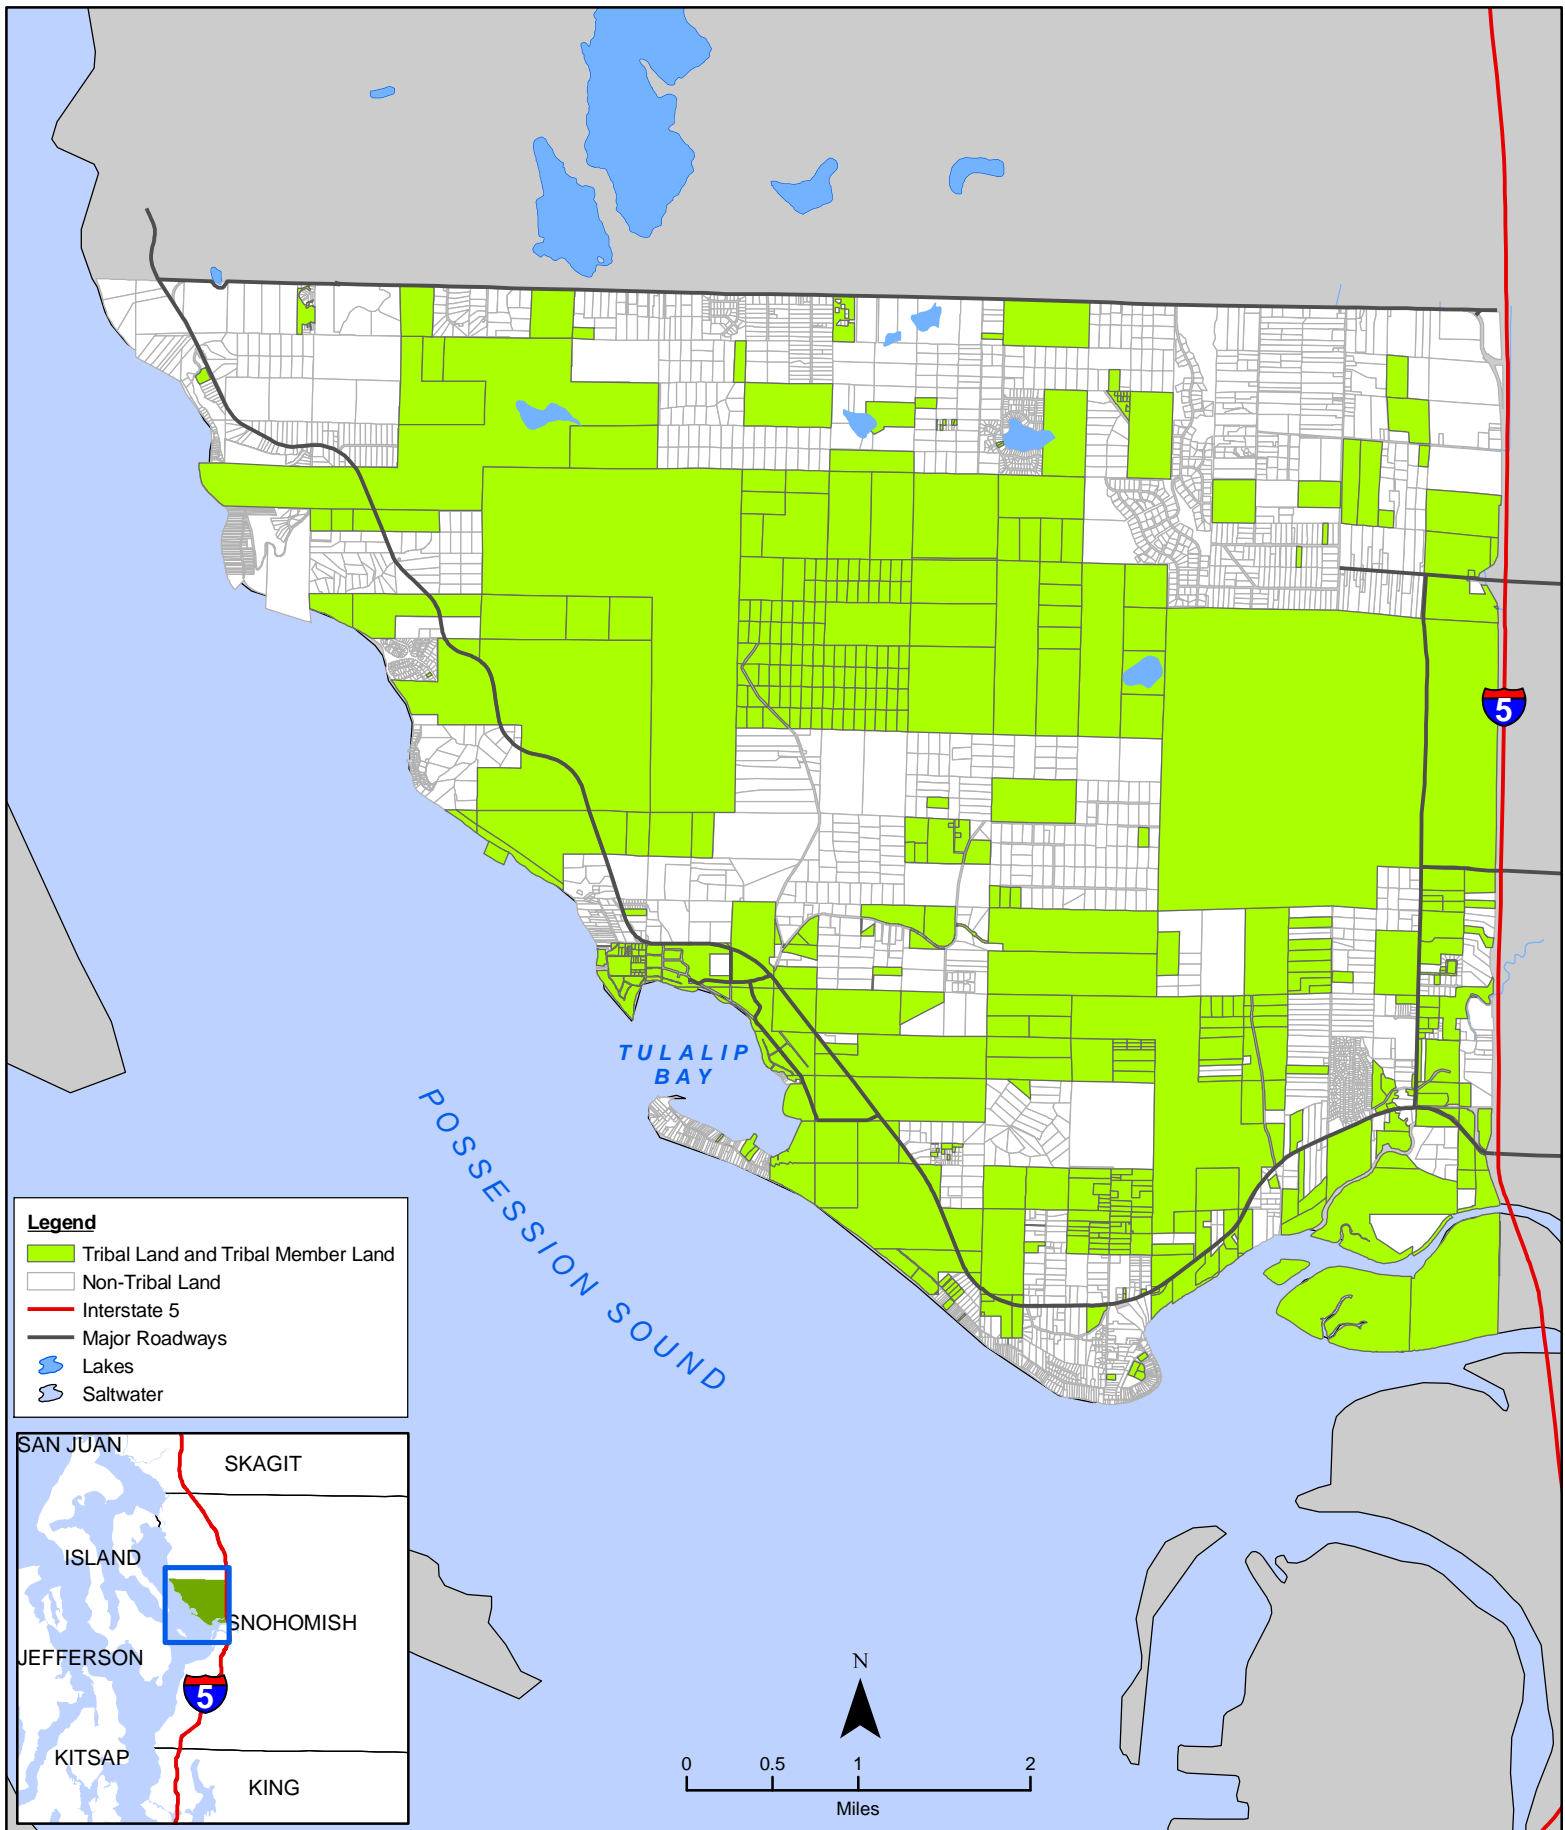 5
TULALIP
BAY
POSSESSION SOUND
Legend
Tribal Land and Tribal Member Land
Non-Tribal Land
Interstate 5
Major Roadways
Lakes
Saltwater
SAN JUAN
SKAGIT
ISLAND
SNOHOMISH
JEFFERSON
5
KITSAP
KING
N
0 0.5 1 2
Miles